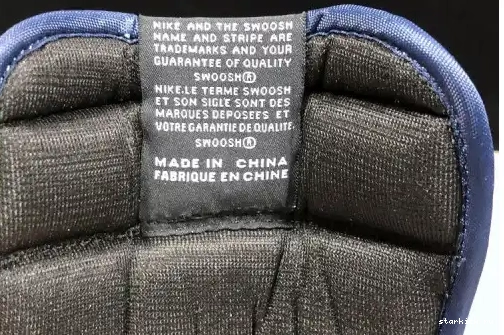 NIKE AND THE SWOOSH
NAME AND STRIPE ARE
TRADEMARKS AND YOUR
GUARANTEE OF QUALITY
SWOOSH®
NIKE.LE TERME SWOOSH
ET SON SIGLE SONT DES
MARQUES DEPOSEES ET
VOTRE GARANTIE DE QUALITE.
SWOOSH®
MADE IN CHINA
FABRIQUE EN CHINE